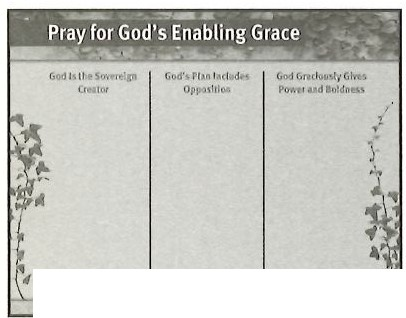 Pray for God's Enabling Grace
God Is the Sovereign
Creator
God's Plan Includes
Opposition
God Graciously Gives
Power and Boldness